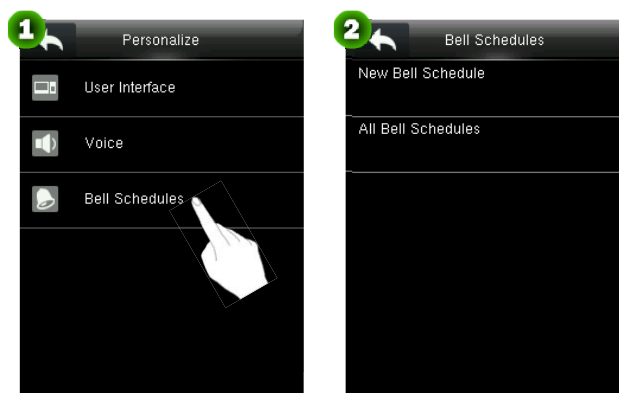 1
Personalize
User Interface
Voice
Bell Schedules
2
Bell Schedules
New Bell Schedule
All Bell Schedules